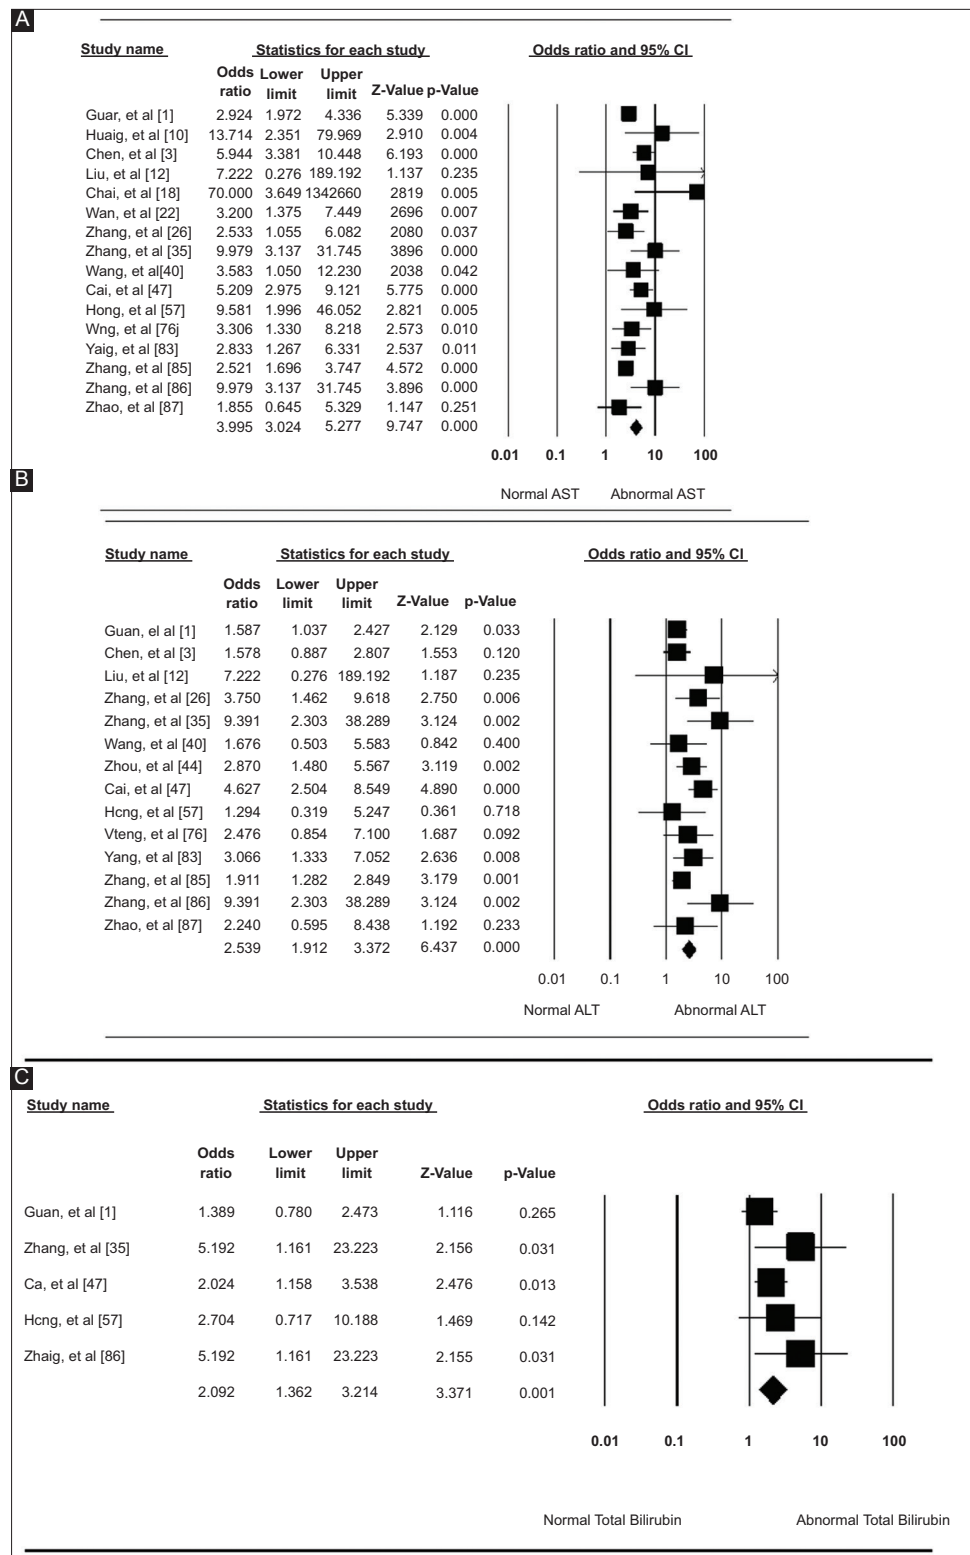 A
Study name Statistics for each study Odds ratio and 95% CI
Odds ratio Lower limit Upper limit Z-Value p-Value
Guar, et al [1] 2.924 1.972 4.336 5.339 0.000
Huaig, et al [10] 13.714 2.351 79.969 2.910 0.004
Chen, et al [3] 5.944 3.381 10.448 6.193 0.000
Liu, et al [12] 7.222 0.276 189.192 1.137 0.235
Chai, et al [18] 70.000 3.649 1342660 2819 0.005
Wan, et al [22] 3.200 1.375 7.449 2696 0.007
Zhang, et al [26] 2.533 1.055 6.082 2080 0.037
Zhang, et al [35] 9.979 3.137 31.745 3896 0.000
Wang, et al[40] 3.583 1.050 12.230 2038 0.042
Cai, et al [47] 5.209 2.975 9.121 5.775 0.000
Hong, et al [57] 9.581 1.996 46.052 2.821 0.005
Wng, et al [76j 3.306 1.330 8.218 2.573 0.010
Yaig, et al [83] 2.833 1.267 6.331 2.537 0.011
Zhang, et al [85] 2.521 1.696 3.747 4.572 0.000
Zhang, et al [86] 9.979 3.137 31.745 3.896 0.000
Zhao, et al [87] 1.855 0.645 5.329 1.147 0.251
3.995 3.024 5.277 9.747 0.000
0.01 0.1 1 10 100
Normal AST Abnormal AST
B
Study name Statistics for each study Odds ratio and 95% CI
Odds ratio Lower limit Upper limit Z-Value p-Value
Guan, el al [1] 1.587 1.037 2.427 2.129 0.033
Chen, et al [3] 1.578 0.887 2.807 1.553 0.120
Liu, et al [12] 7.222 0.276 189.192 1.187 0.235
Zhang, et al [26] 3.750 1.462 9.618 2.750 0.006
Zhang, et al [35] 9.391 2.303 38.289 3.124 0.002
Wang, et al [40] 1.676 0.503 5.583 0.842 0.400
Zhou, et al [44] 2.870 1.480 5.567 3.119 0.002
Cai, et al [47] 4.627 2.504 8.549 4.890 0.000
Hcng, et al [57] 1.294 0.319 5.247 0.361 0.718
Vteng, et al [76] 2.476 0.854 7.100 1.687 0.092
Yang, et al [83] 3.066 1.333 7.052 2.636 0.008
Zhang, et al [85] 1.911 1.282 2.849 3.179 0.001
Zhang, et al [86] 9.391 2.303 38.289 3.124 0.002
Zhao, et al [87] 2.240 0.595 8.438 1.192 0.233
2.539 1.912 3.372 6.437 0.000
0.01 0.1 1 10 100
Normal ALT Abnormal ALT
C
Study name Statistics for each study Odds ratio and 95% CI
Odds ratio Lower limit Upper limit Z-Value p-Value
Guan, et al [1] 1.389 0.780 2.473 1.116 0.265
Zhang, et al [35] 5.192 1.161 23.223 2.156 0.031
Ca, et al [47] 2.024 1.158 3.538 2.476 0.013
Hcng, et al [57] 2.704 0.717 10.188 1.469 0.142
Zhaig, et al [86] 5.192 1.161 23.223 2.155 0.031
2.092 1.362 3.214 3.371 0.001
0.01 0.1 1 10 100
Normal Total Bilirubin Abnormal Total Bilirubin